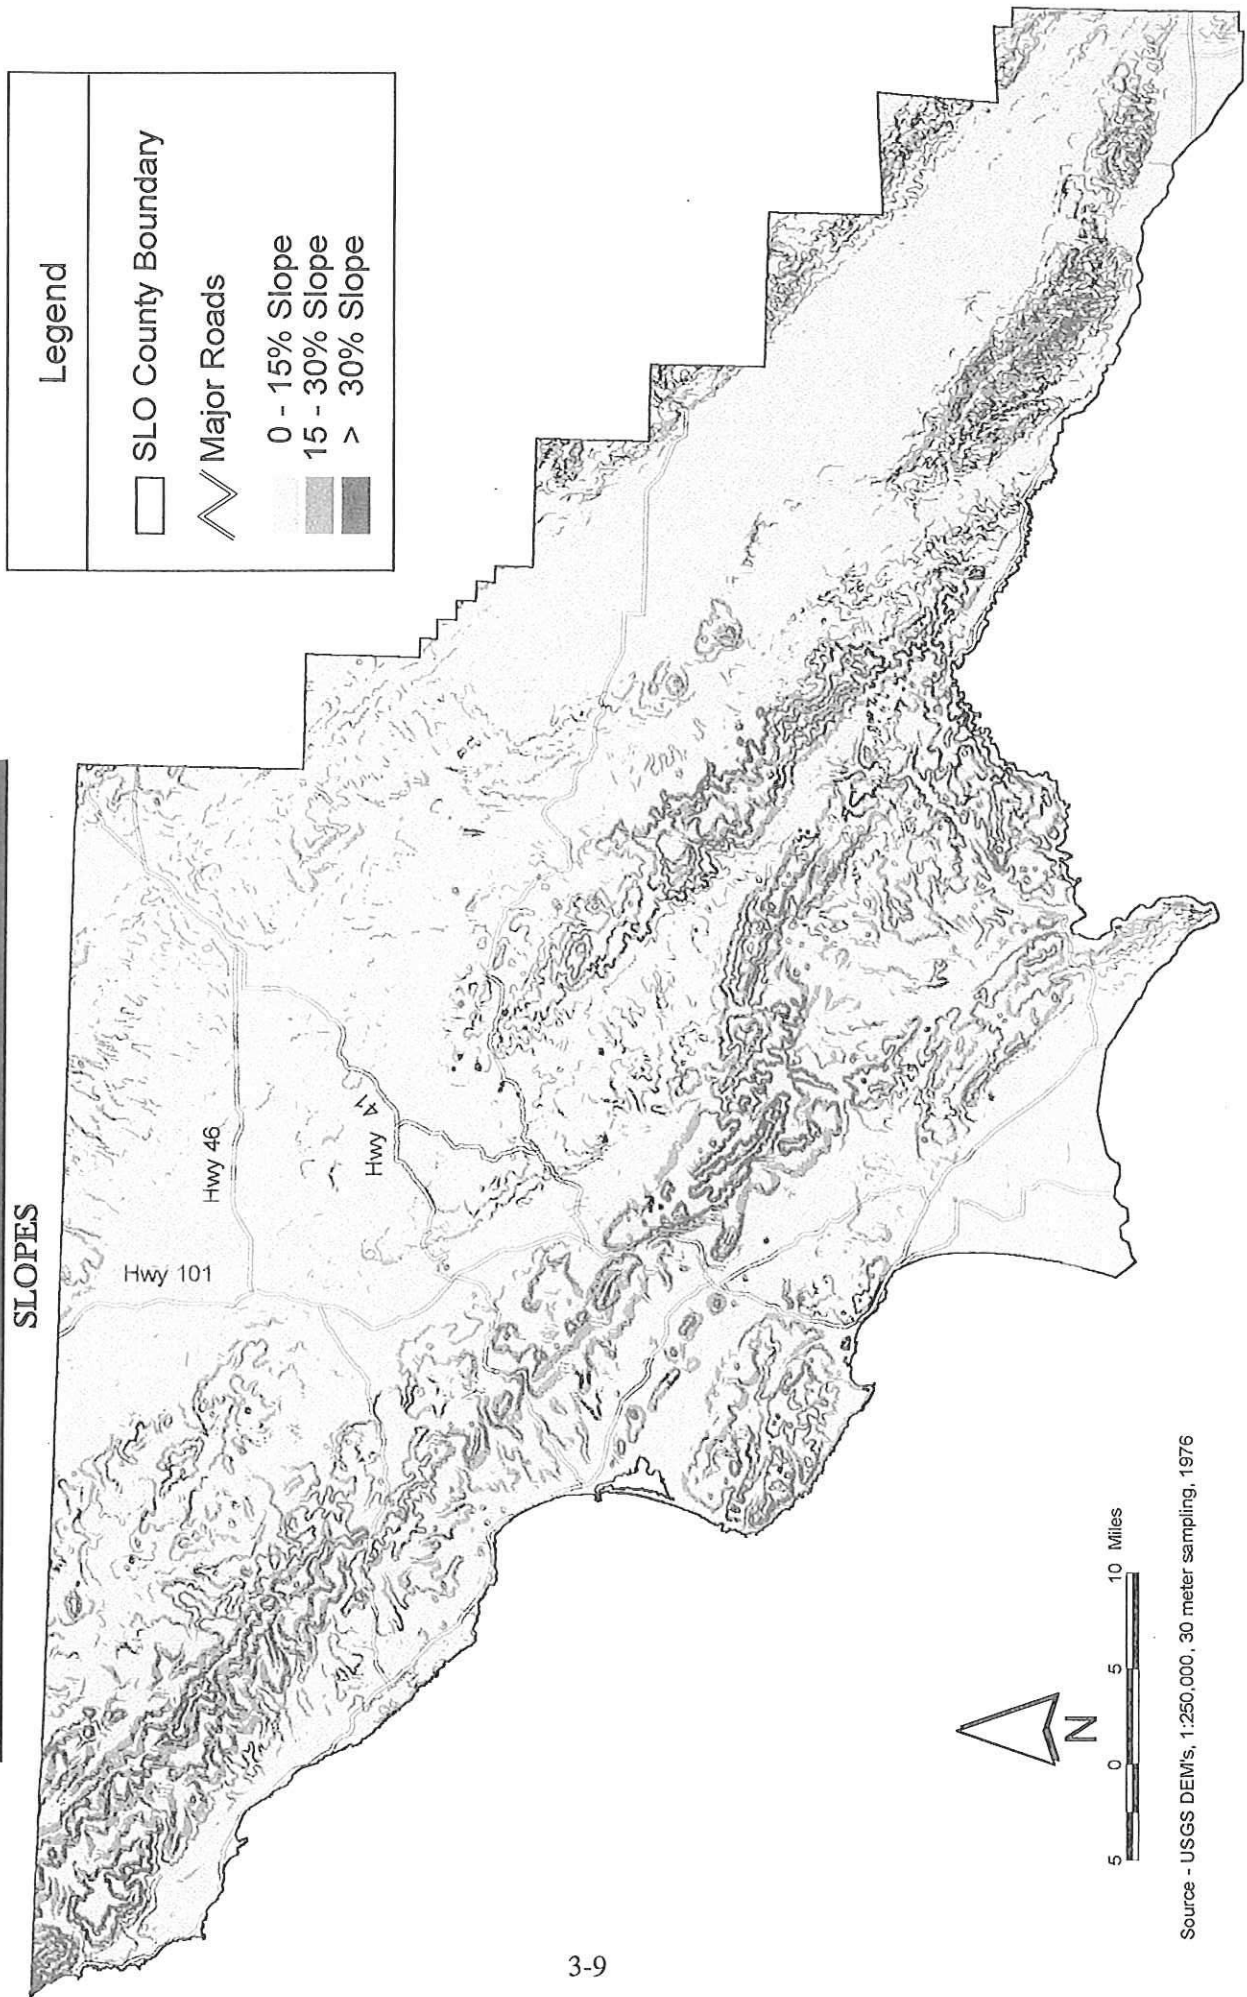 SLOPES
Legend
SLO County Boundary
Major Roads
0 - 15% Slope
15 - 30% Slope
> 30% Slope
Hwy 46
Hwy 41
Hwy 101
N
5 0 5 10 Miles
Source - USGS DEM's, 1:250,000, 30 meter sampling, 1976
3-9